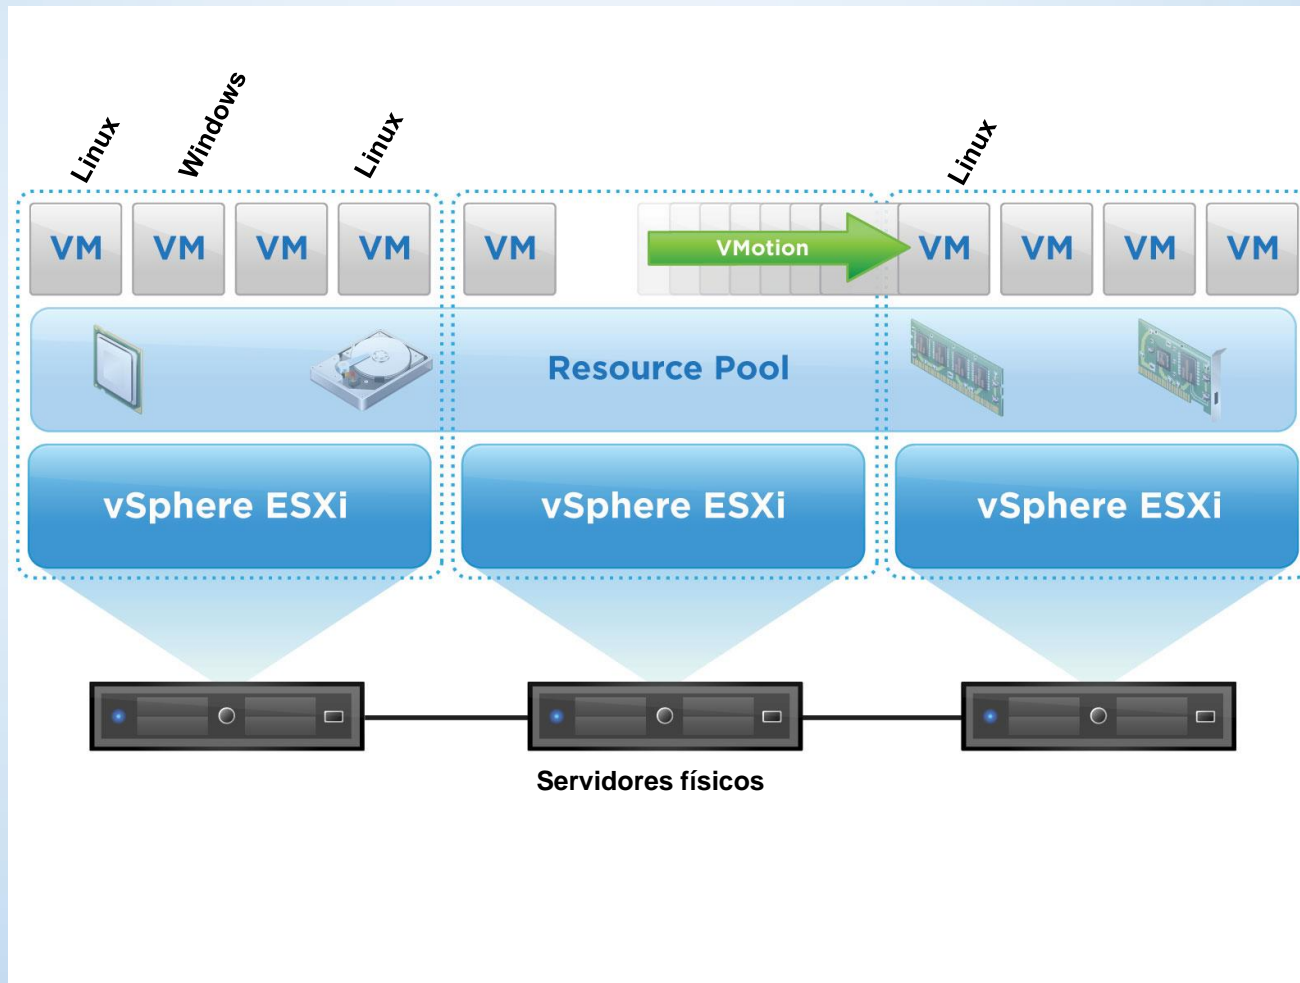 Linux
Windows
Linux
Linux
VM VM VM VM VM VMotion VM VM VM VM
Resource Pool
vSphere ESXi vSphere ESXi vSphere ESXi
Servidores físicos